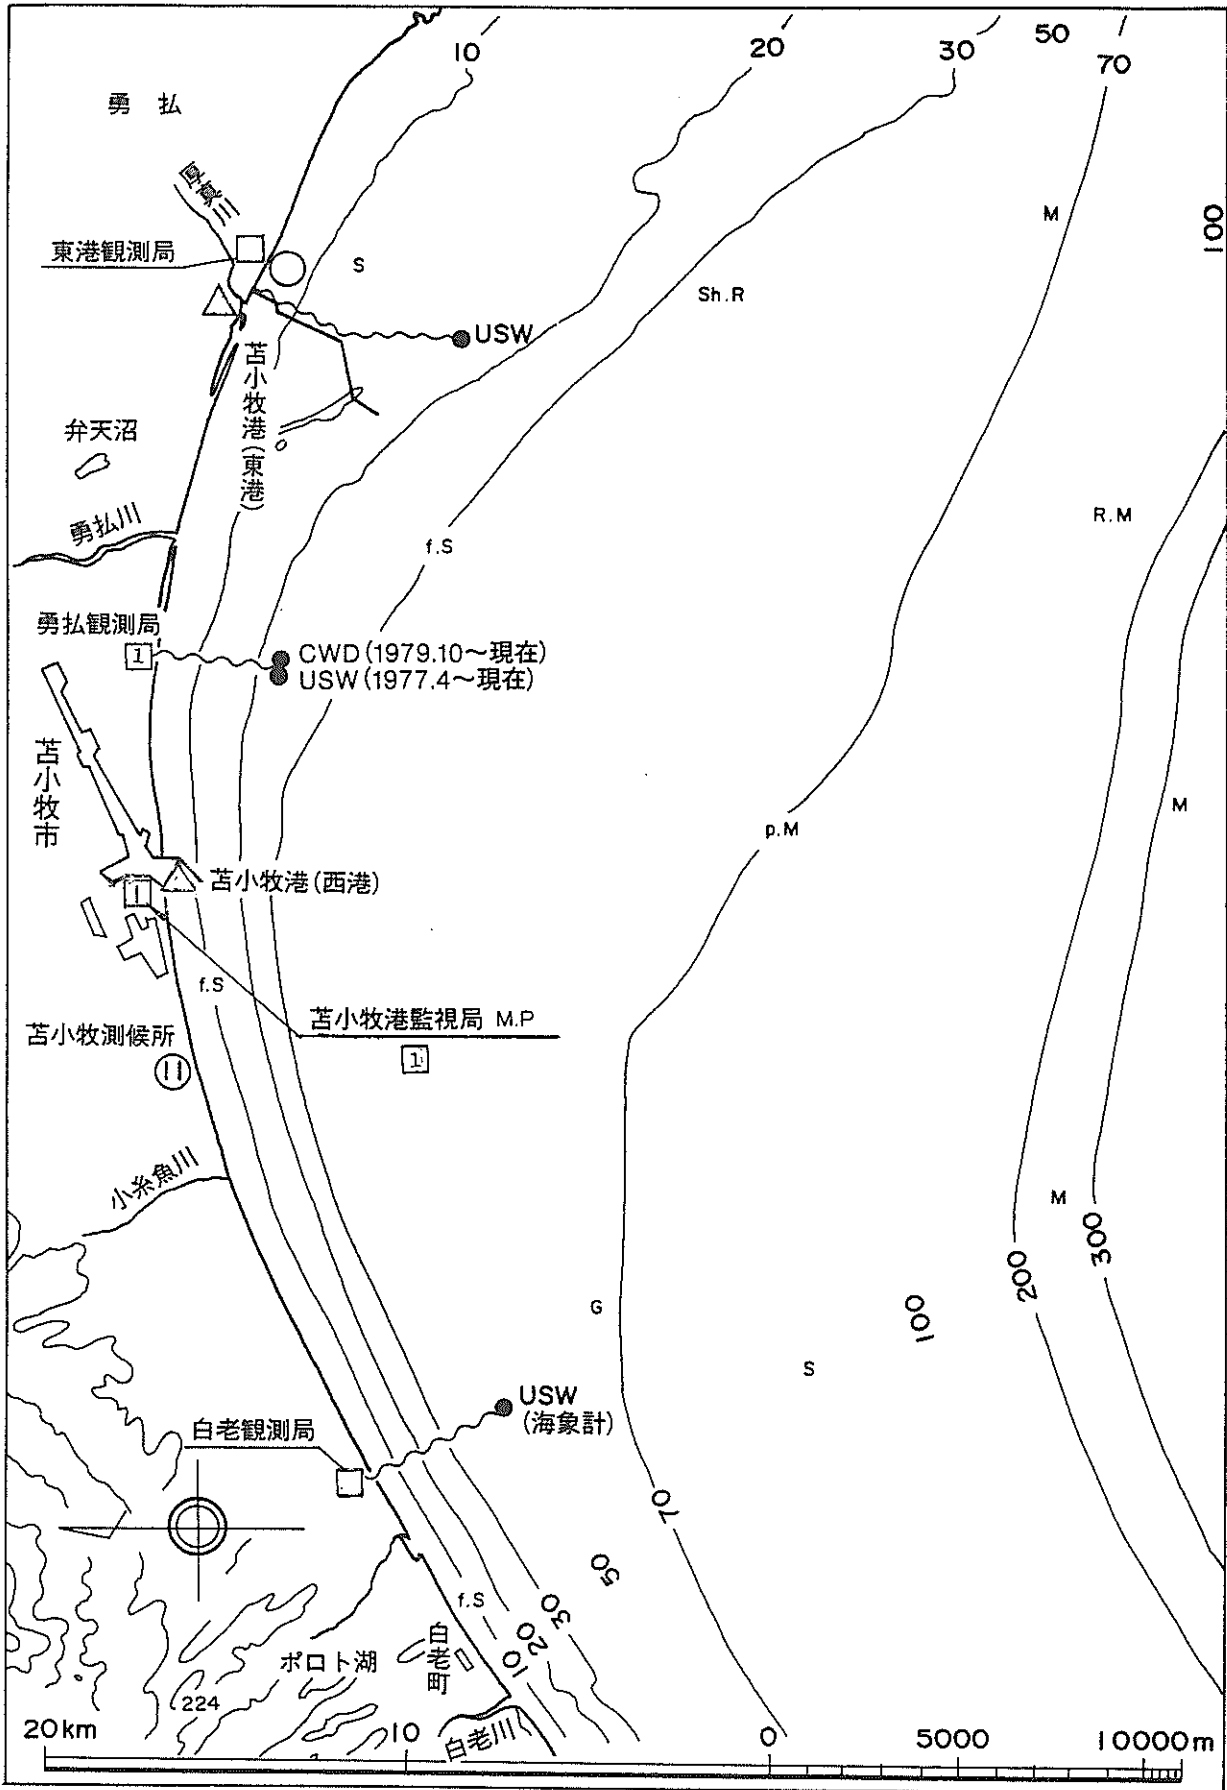 10
20
30
50
70
勇 払
厚真川
M
100
東港観測局
S
Sh.R
USW
苫小牧港(東港)
弁天沼
勇払川
f.S
R.M
勇払観測局
1
CWD(1979.10～現在)
USW(1977.4～現在)
苫小牧市
p.M
M
1
苫小牧港(西港)
f.S
苫小牧港監視局 M.P
1
苫小牧測候所
11
小糸魚川
M
200
300
G
100
S
USW
(海象計)
白老観測局
70
50
f.S
30
20
10
白老町
ポロト湖
224
白老川
20km
10
0
5000
10000m